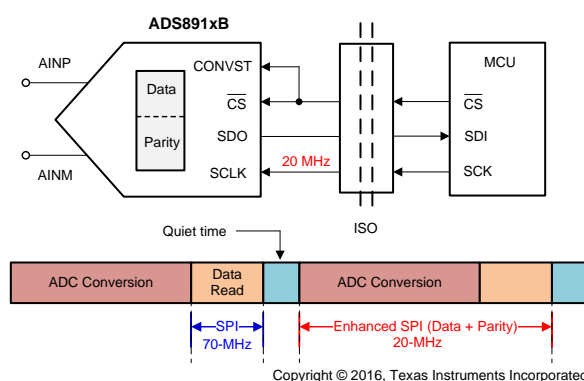 ADS891xB
AINP
AINM
Data
Parity
CONVST
CS
SDO
SCLK
20 MHz
ISO
MCU
CS
SDI
SCK
Quiet time
ADC Conversion
Data
Read
ADC Conversion
SPI
70-MHz
Enhanced SPI (Data + Parity)
20-MHz
Copyright © 2016, Texas Instruments Incorporated